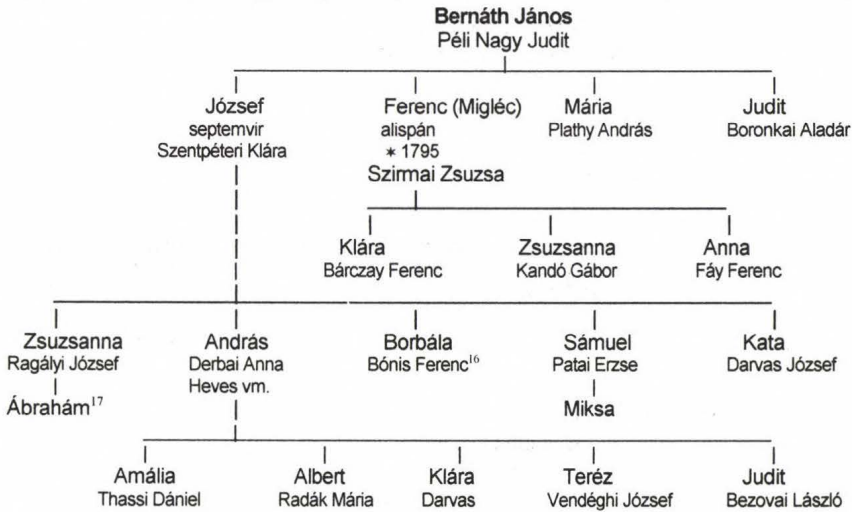 Bernáth János
Péli Nagy Judit
József Ferenc (Migléc) Mária Judit
septemvir alispán Plathy András Boronkai Aladár
Szentpéteri Klára * 1795
Szirmai Zsuzsa
Klára Zsuzsanna Anna
Bárczay Ferenc Kandó Gábor Fáy Ferenc
Zsuzsanna András Borbála Sámuel Kata
Ragályi József Derbai Anna Bónis Ferenc¹⁶ Patai Erzse Darvas József
Heves vm.
Ábrahám¹⁷ Miksa
Amália Albert Klára Teréz Judit
Thassi Dániel Radák Mária Darvas Vendéghi József Bezovai László